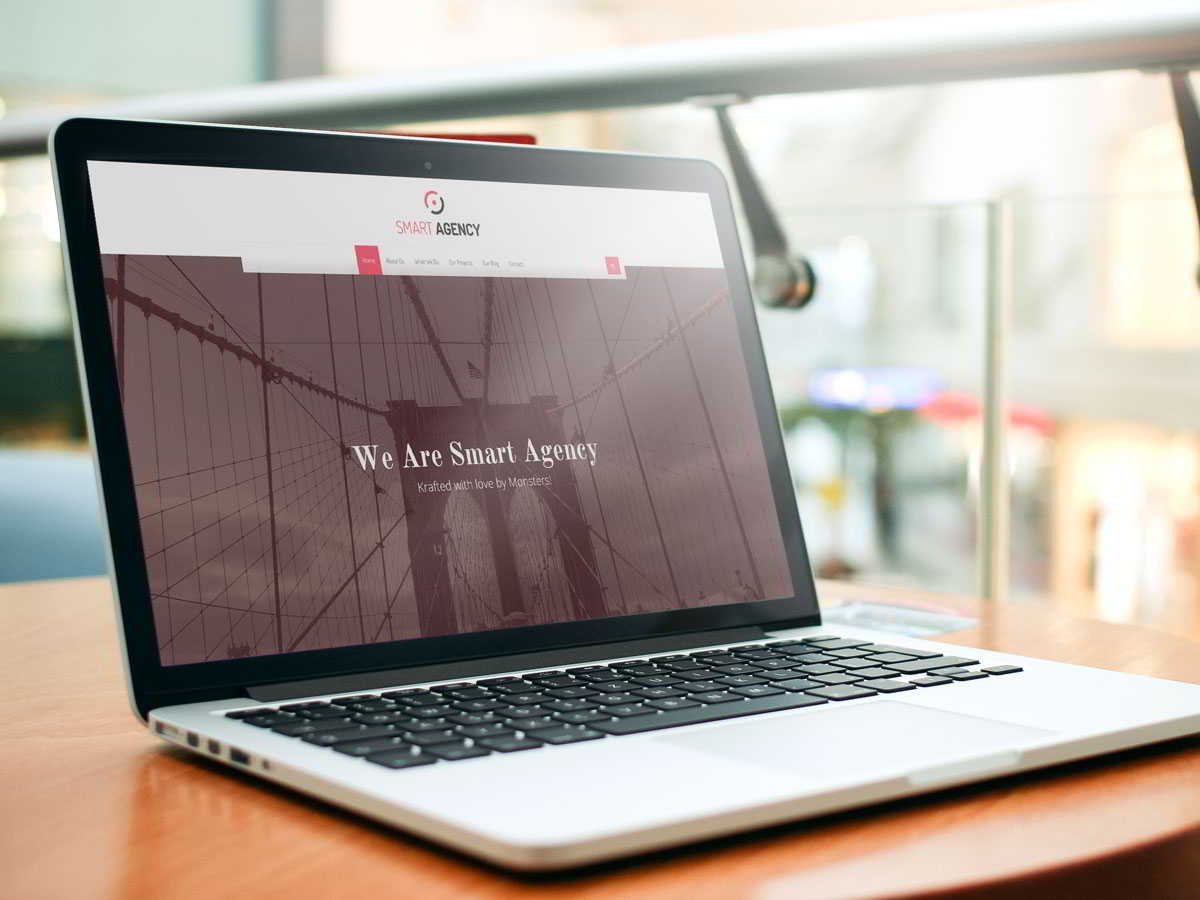 SMART AGENCY
Home About Us What We Do Our Projects Our Blog Contact
We Are Smart Agency
Krafted with love by Monsters.